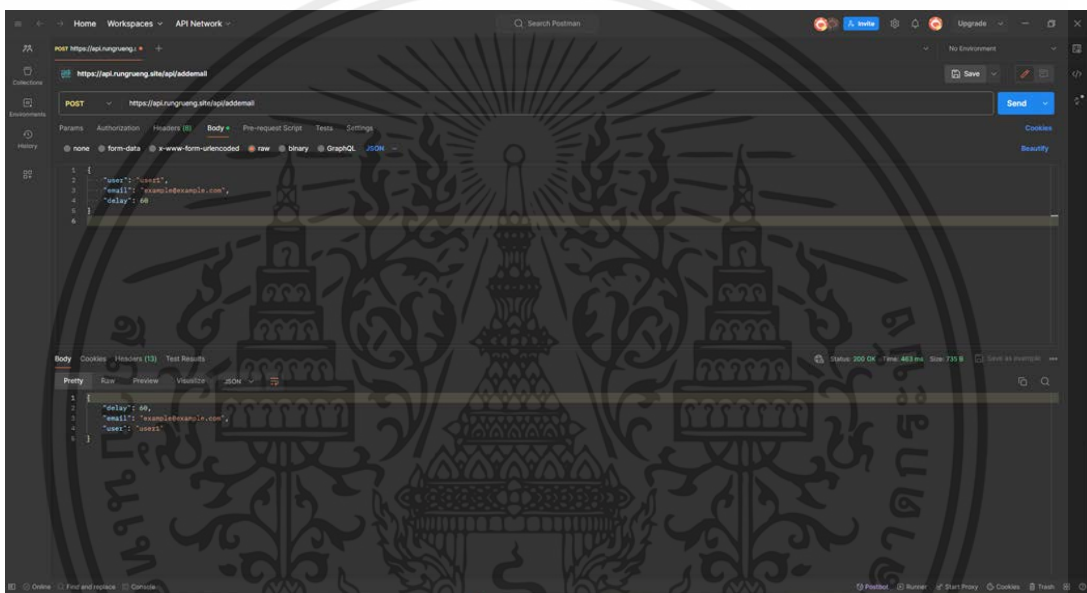 Home Workspaces API Network Search Postman Invite Upgrade
POST https://api.rungrueng.s No Environment
https://api.rungrueng.site/api/addemail Save
Collections
POST https://api.rungrueng.site/api/addemail Send
Environments
Params Authorization Headers (8) Body Pre-request Script Tests Settings Cookies
History
none form-data x-www-form-urlencoded raw binary GraphQL JSON Beautify
1 {
2 "user": "user1",
3 "email": "example@example.com",
4 "delay": 60
5 }
6
Body Cookies Headers (13) Test Results Status: 200 OK Time: 463 ms Size: 735 B Save as example
Pretty Raw Preview Visualize JSON
1 {
2 "delay": 60,
3 "email": "example@example.com",
4 "user": "user1"
5 }
Online Find and replace Console Postbot Runner Start Proxy Cookies Trash